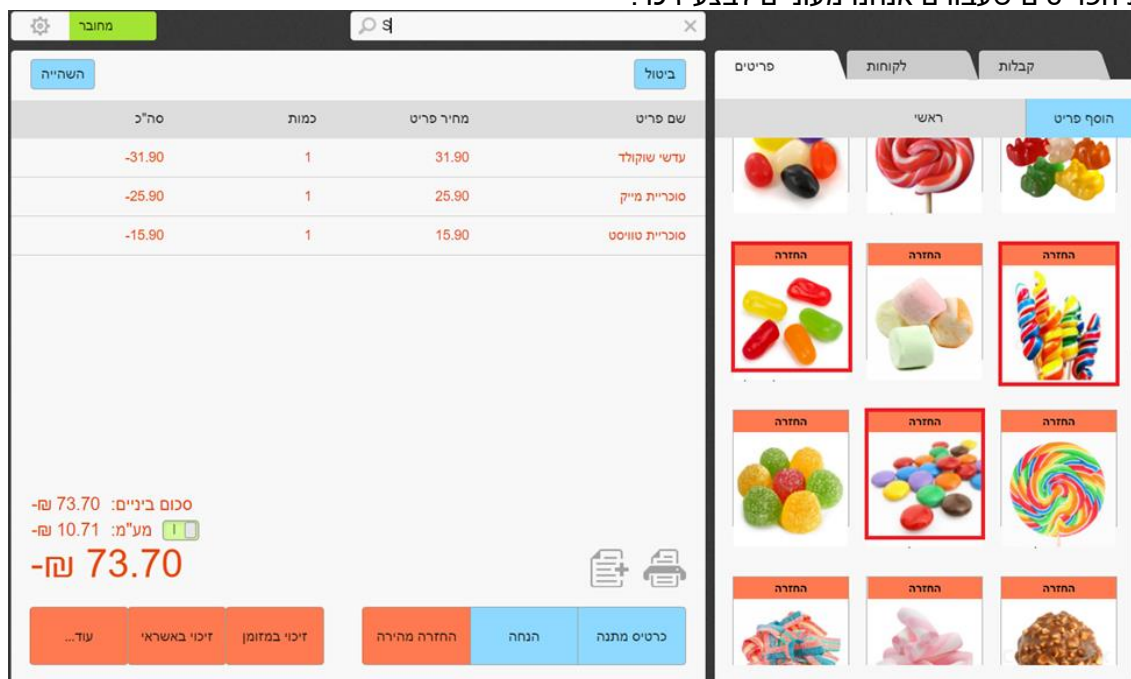 מחובר
S
השהייה
ביטול
שם פריט מחיר פריט כמות סה"כ
עדשי שוקולד 31.90 1 -31.90
סוכריית מייק 25.90 1 -25.90
סוכריית טוויסט 15.90 1 -15.90
סכום ביניים: 73.70 ₪-
מע"מ: 10.71 ₪-
73.70 ₪-
כרטיס מתנה
הנחה
החזרה מהירה
זיכוי במזומן
זיכוי באשראי
עוד...
קבלות
לקוחות
פריטים
הוסף פריט
ראשי
החזרה
החזרה
החזרה
החזרה
החזרה
החזרה
החזרה
החזרה
החזרה